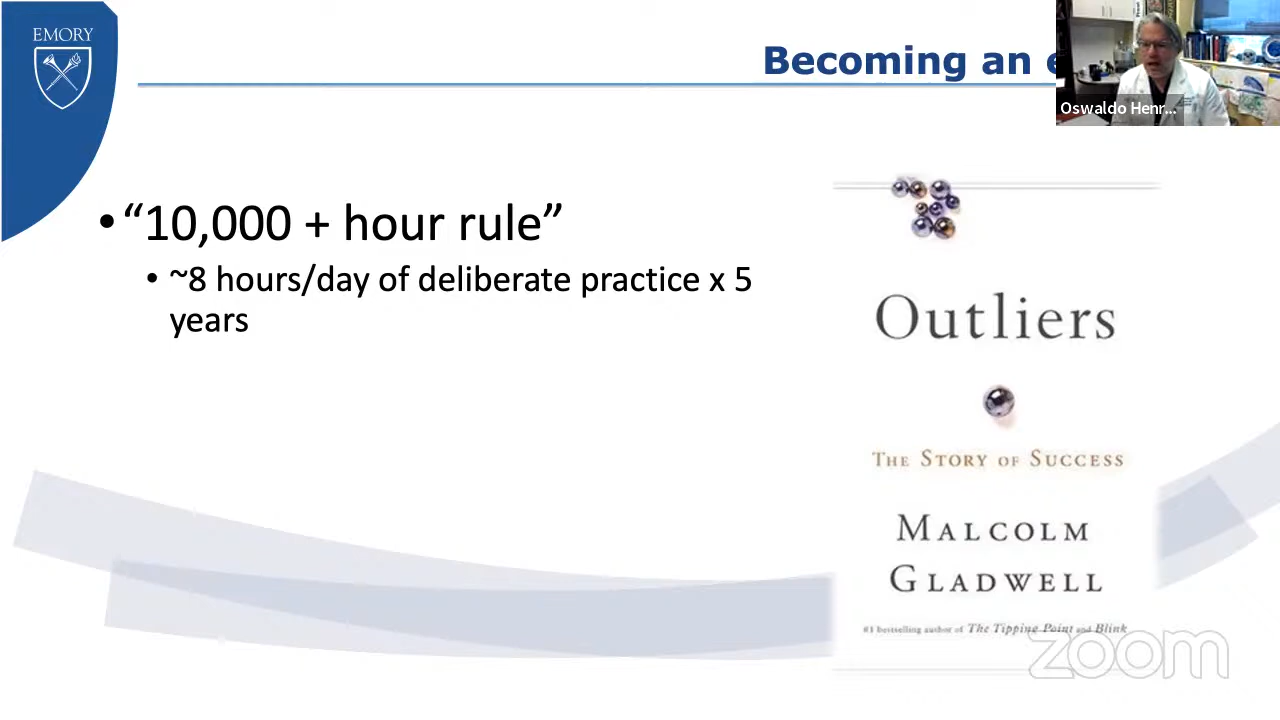 EMORY
Becoming an
Oswaldo Henr...
• “10,000 + hour rule”
• ~8 hours/day of deliberate practice x 5
years
Outliers
THE STORY OF SUCCESS
MALCOLM
GLADWELL
#1 bestselling author of The Tipping Point and Blink
zoom